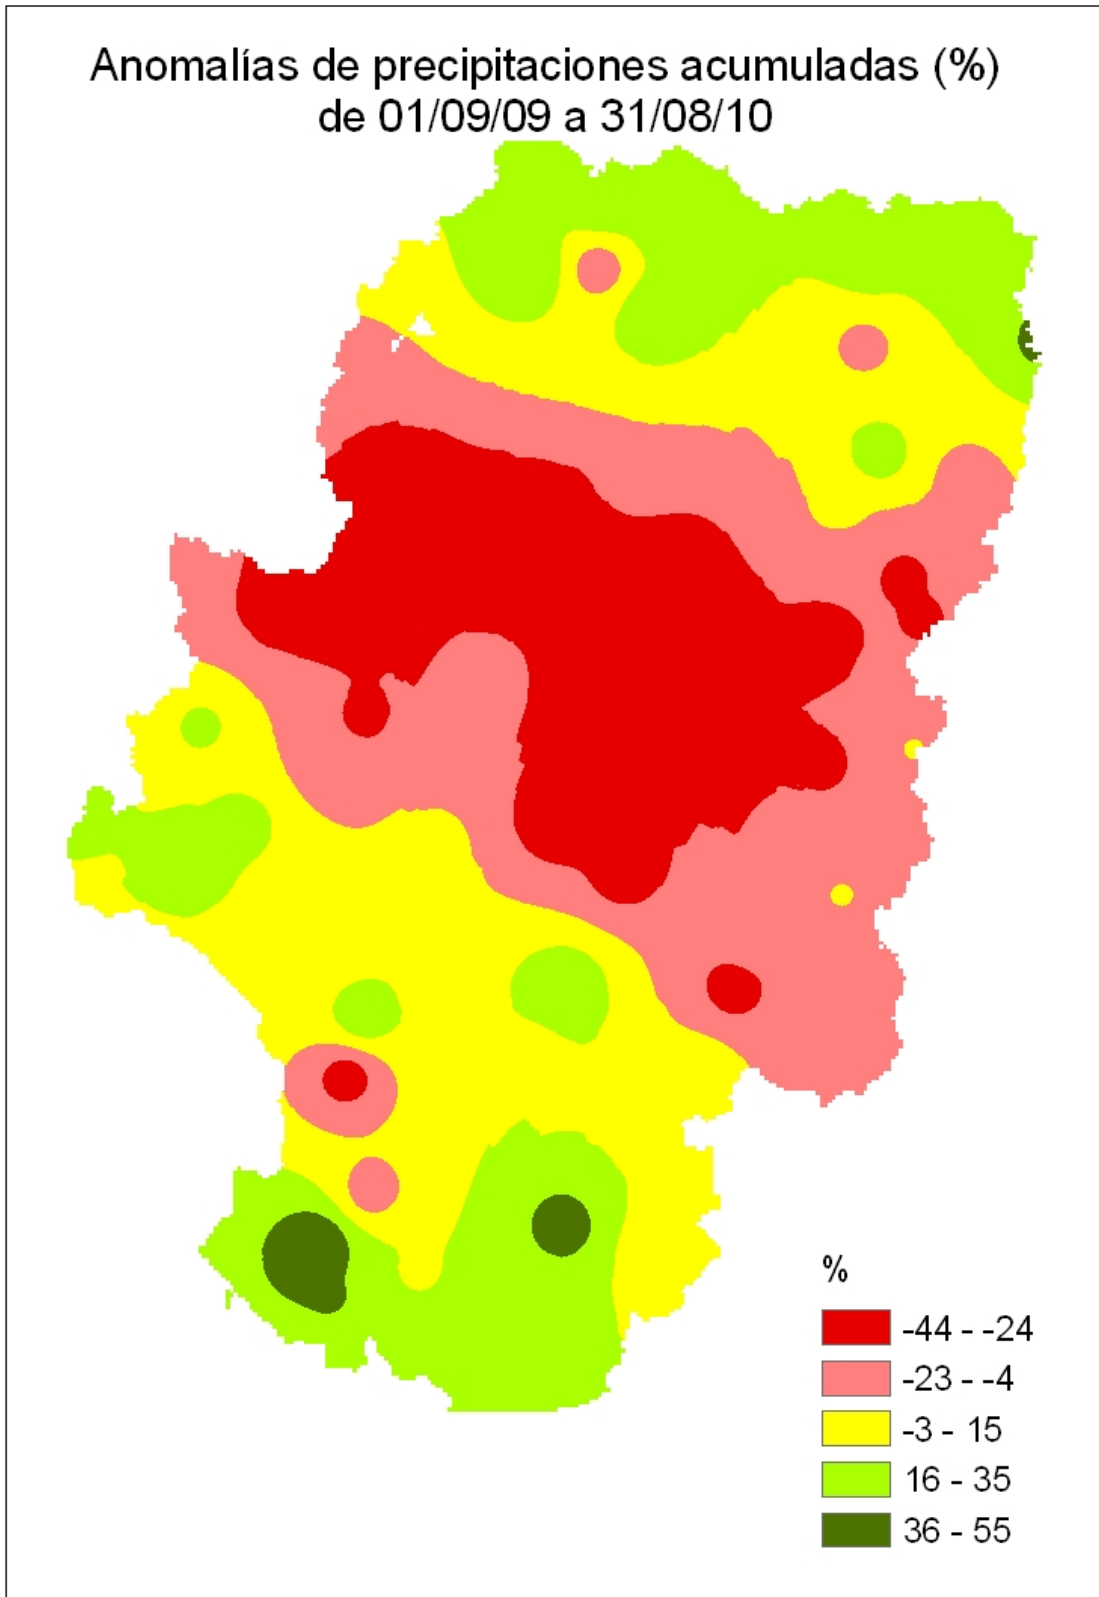 Anomalías de precipitaciones acumuladas (%)
de 01/09/09 a 31/08/10
%
-44 - -24
-23 - -4
-3 - 15
16 - 35
36 - 55